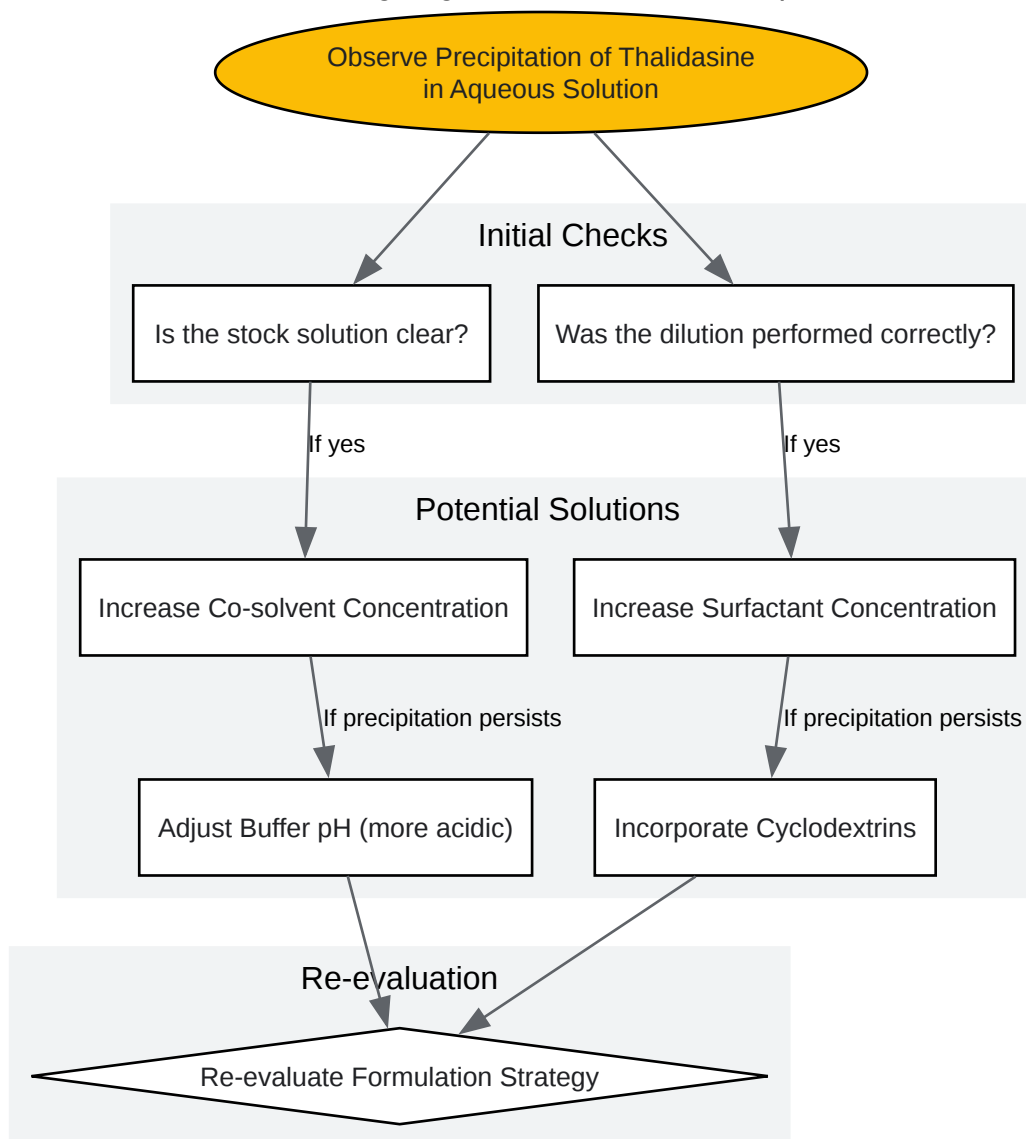 Observe Precipitation of Thalidasine
in Aqueous Solution
Initial Checks
Is the stock solution clear?
Was the dilution performed correctly?
If yes
If yes
Potential Solutions
Increase Co-solvent Concentration
Increase Surfactant Concentration
If precipitation persists
If precipitation persists
Adjust Buffer pH (more acidic)
Incorporate Cyclodextrins
Re-evaluation
Re-evaluate Formulation Strategy